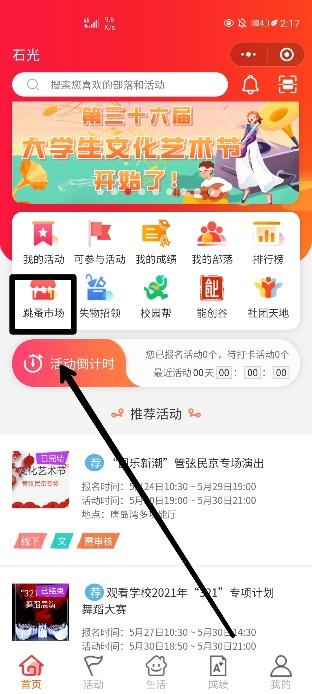 9.6
K/s
84
2:17
石光
搜索您喜欢的部落和活动
第三十六届
大学生文化艺术节
开始了！
我的活动 可参与活动 我的成绩 我的部落 排行榜
跳蚤市场 失物招领 校园帮 能创谷 社团天地
活动倒计时
您已报名活动0个，待打卡活动0个
最近活动 00天 00 : 00 : 00
推荐活动
已完结
文化艺术节
管弦民京专场
荐 “国乐新潮”管弦民京专场演出
报名时间：5月24日10:30 ~ 5月29日19:00
活动时间：5月30日19:00 ~ 5月30日21:00
地点：唐岛湾多功能厅
线下 文 需审核
已结束
"321"
舞蹈展演
荐 观看学校2021年“321”专项计划
舞蹈大赛
报名时间：5月27日10:30 ~ 5月30日14:30
活动时间：5月30日18:50 ~ 5月30日21:00
首页 活动 生活 成绩 我的